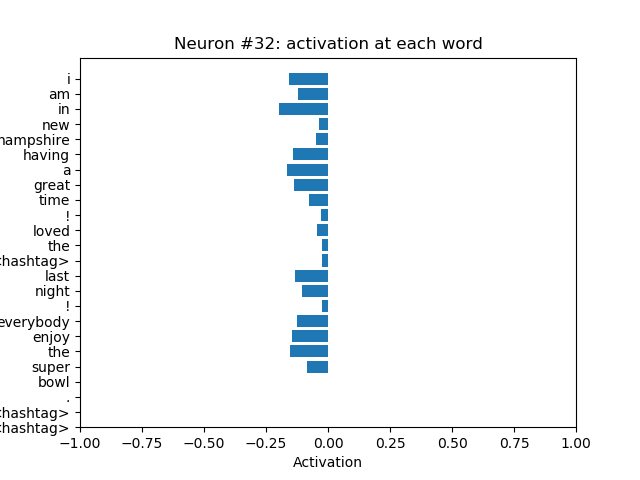 Neuron #32: activation at each word
i
am
in
new
hampshire
having
a
great
time
!
loved
the
<hashtag>
last
night
!
everybody
enjoy
the
super
bowl
.
<hashtag>
<hashtag>
−1.00 −0.75 −0.50 −0.25 0.00 0.25 0.50 0.75 1.00
Activation